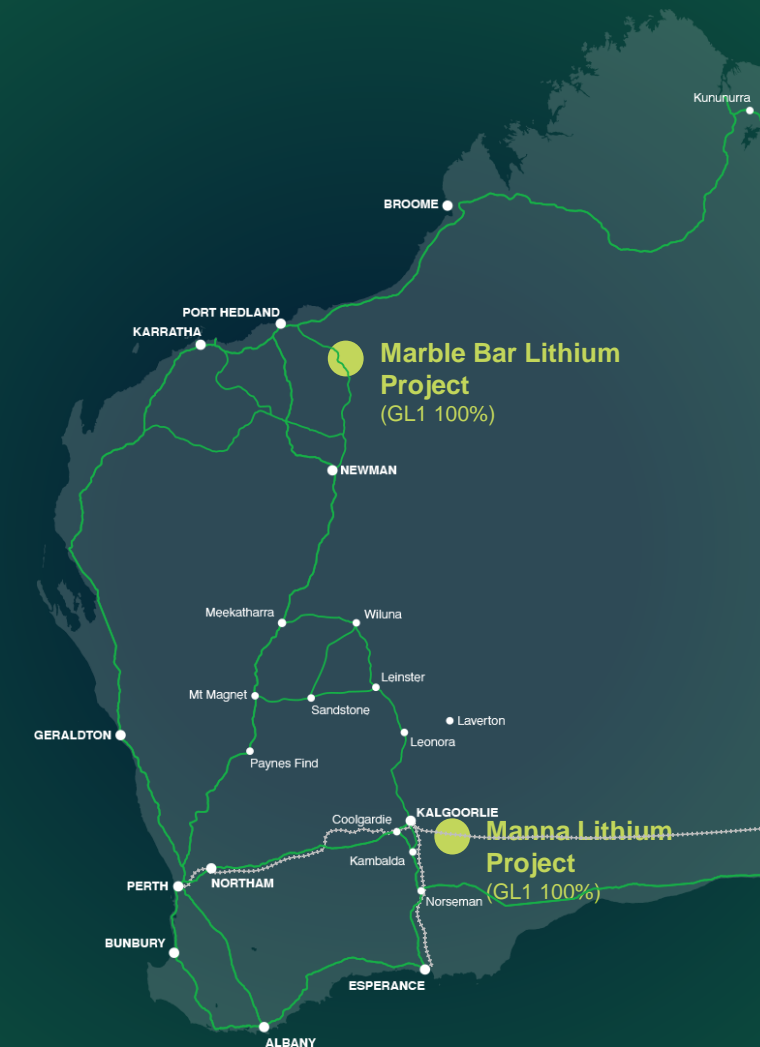 Kununurra
BROOME
PORT HEDLAND
KARRATHA
Marble Bar Lithium
Project
(GL1 100%)
NEWMAN
Meekatharra
Wiluna
Leinster
Mt Magnet
Sandstone
Laverton
GERALDTON
Leonora
Paynes Find
KALGOORLIE
Coolgardie
Manna Lithium
Project
(GL1 100%)
Kambalda
PERTH
NORTHAM
Norseman
BUNBURY
ESPERANCE
ALBANY